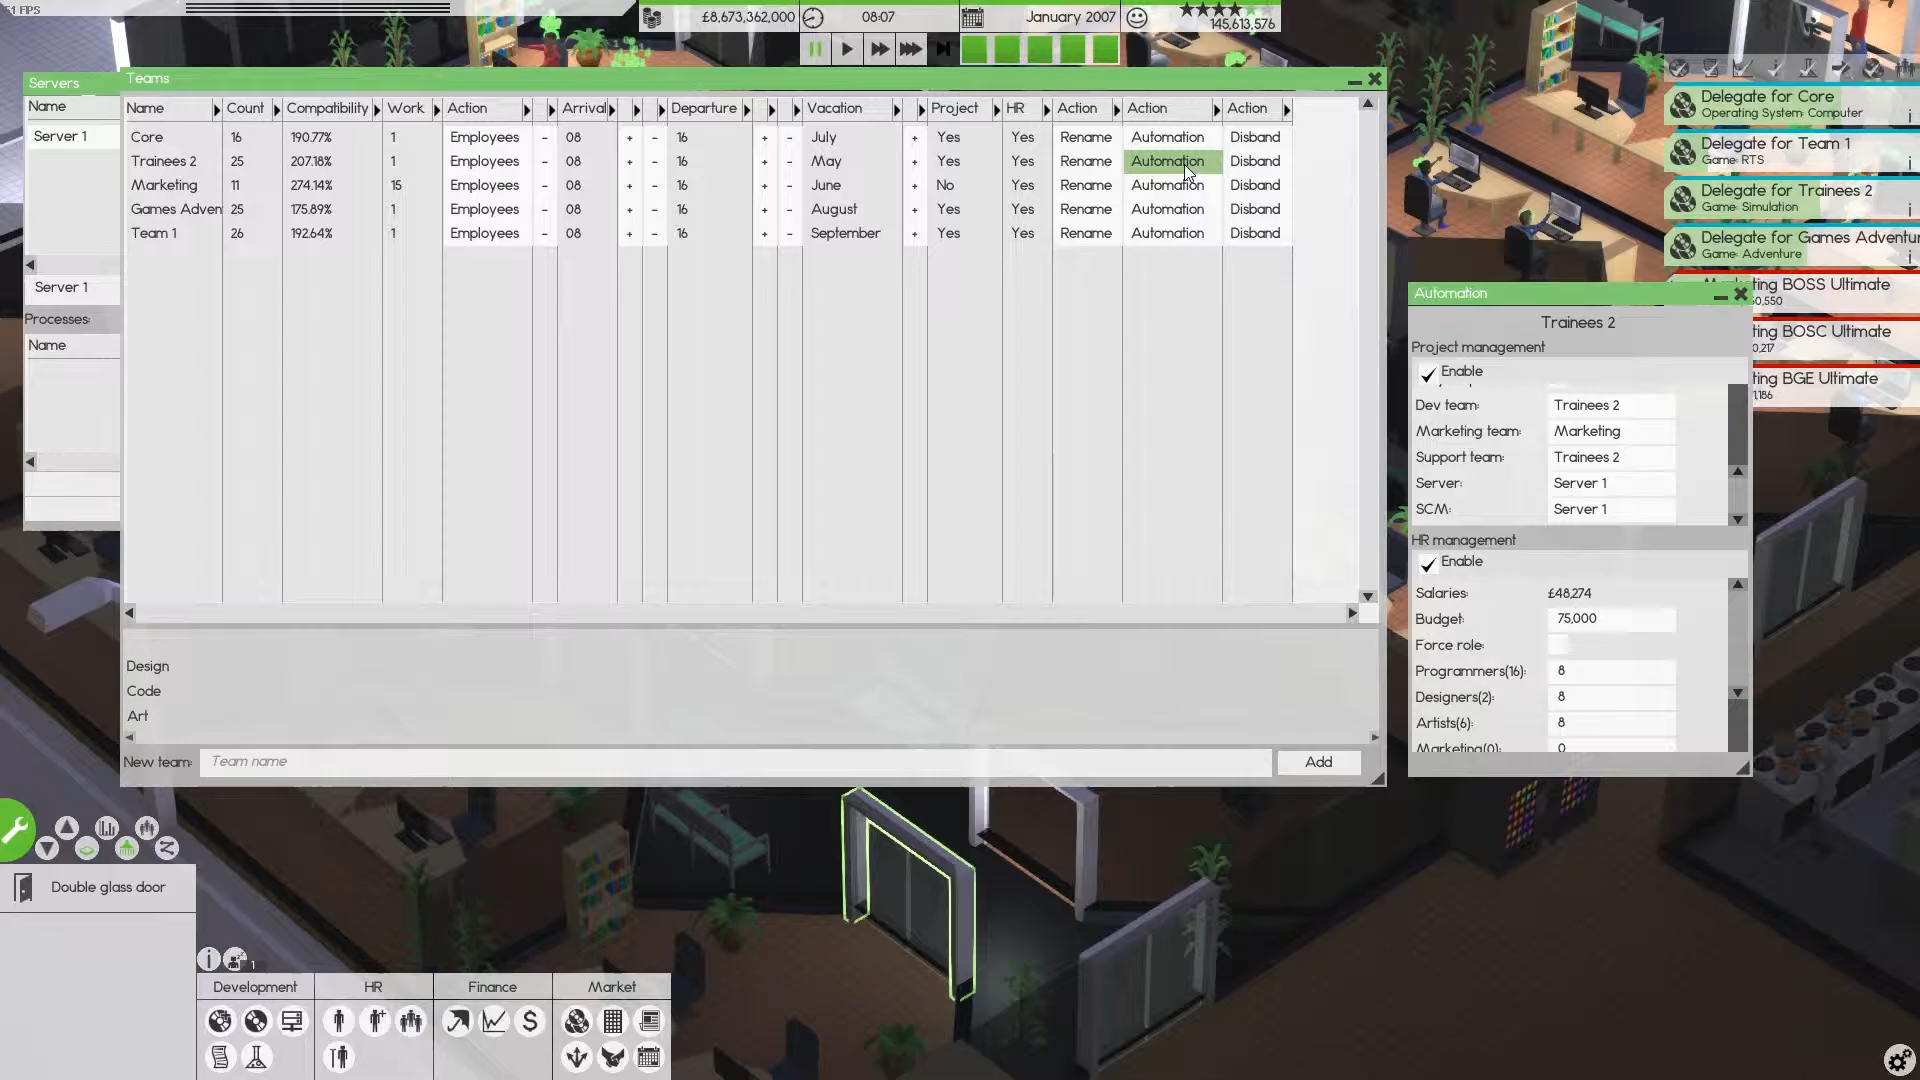 £8,673,362,000
08:07
January 2007
145,613,576
Servers
Name
Server 1
Server 1
Processes:
Name
Teams
Name Count Compatibility Work Action Arrival Departure Vacation Project HR Action Action Action
Core 16 190.77% 1 Employees - 08 + - 16 + - July + Yes Yes Rename Automation Disband
Trainees 2 25 207.18% 1 Employees - 08 + - 16 + - May + Yes Yes Rename Automation Disband
Marketing 11 274.14% 15 Employees - 08 + - 16 + - June + No Yes Rename Automation Disband
Games Adven 25 175.89% 1 Employees - 08 + - 16 + - August + Yes Yes Rename Automation Disband
Team 1 26 192.64% 1 Employees - 08 + - 16 + - September + Yes Yes Rename Automation Disband
Design
Code
Art
New team: Team name Add
Delegate for Core
Operating System: Computer
Delegate for Team 1
Game: RTS
Delegate for Trainees 2
Game: Simulation
Delegate for Games Adventur
Game: Adventure
ting BOSS Ultimate
50,550
ting BOSC Ultimate
0,217
ting BGE Ultimate
1,186
Automation
Trainees 2
Project management
Enable
Dev team: Trainees 2
Marketing team: Marketing
Support team: Trainees 2
Server: Server 1
SCM: Server 1
HR management
Enable
Salaries: £48,274
Budget: 75,000
Force role:
Programmers(16): 8
Designers(2): 8
Artists(6): 8
Marketing(0): 0
Double glass door
1
Development HR Finance Market